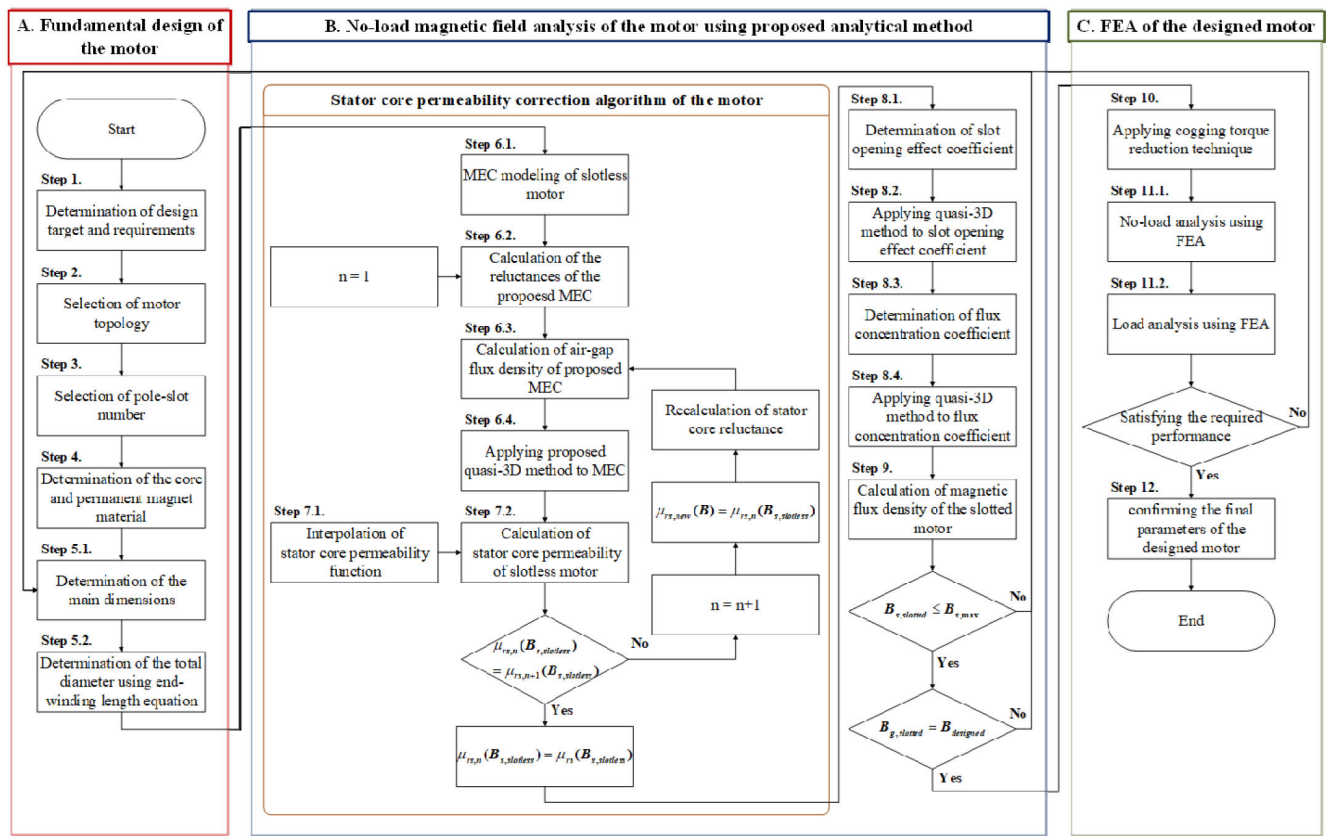 A. Fundamental design of
the motor
Start
Step 1.
Determination of design
target and requirements
Step 2.
Selection of motor
topology
Step 3.
Selection of pole-slot
number
Step 4.
Determination of the core
and permanent magnet
material
Step 5.1.
Determination of the
main dimensions
Step 5.2.
Determination of the total
diameter using end-
winding length equation
B. No-load magnetic field analysis of the motor using proposed analytical method
Stator core permeability correction algorithm of the motor
Step 6.1.
MEC modeling of slotless
motor
Step 6.2.
n = 1
Calculation of the
reluctances of the
propoesd MEC
Step 6.3.
Calculation of air-gap
flux density of proposed
MEC
Step 6.4.
Applying proposed
quasi-3D method to MEC
Step 7.1.
Interpolation of
stator core permeability
function
Step 7.2.
Calculation of
stator core permeability
of slotless motor
μrs,n(Bs,slotless)
= μrs,n+1(Bs,slotless)
No
Yes
μrs,n(Bs,slotless) = μrs(Bs,slotless)
n = n+1
μrs,new(B) = μrs,n(Bs,slotless)
Recalculation of stator
core reluctance
Step 8.1.
Determination of slot
opening effect coefficient
Step 8.2.
Applying quasi-3D
method to slot opening
effect coefficient
Step 8.3.
Determination of flux
concentration coefficient
Step 8.4.
Applying quasi-3D
method to flux
concentration coefficient
Step 9.
Calculation of magnetic
flux density of the slotted
motor
Bs,slotted ≤ Bs,max
No
Yes
Bg,slotted = Bdesigned
No
Yes
C. FEA of the designed motor
Step 10.
Applying cogging torque
reduction technique
Step 11.1.
No-load analysis using
FEA
Step 11.2.
Load analysis using FEA
Satisfying the required
performance
No
Yes
Step 12.
confirming the final
parameters of the
designed motor
End